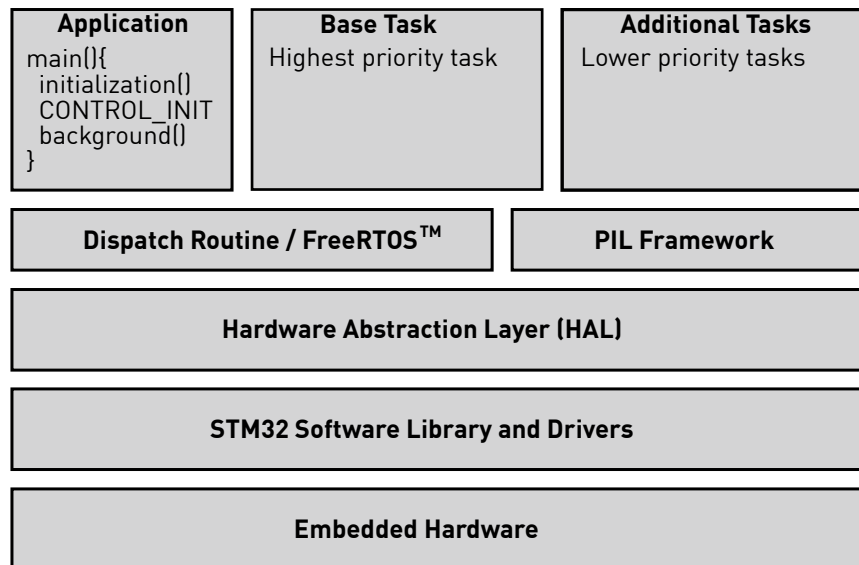 Application
main(){
initialization()
CONTROL_INIT
background()
}
Base Task
Highest priority task
Additional Tasks
Lower priority tasks
Dispatch Routine / FreeRTOS™
PIL Framework
Hardware Abstraction Layer (HAL)
STM32 Software Library and Drivers
Embedded Hardware